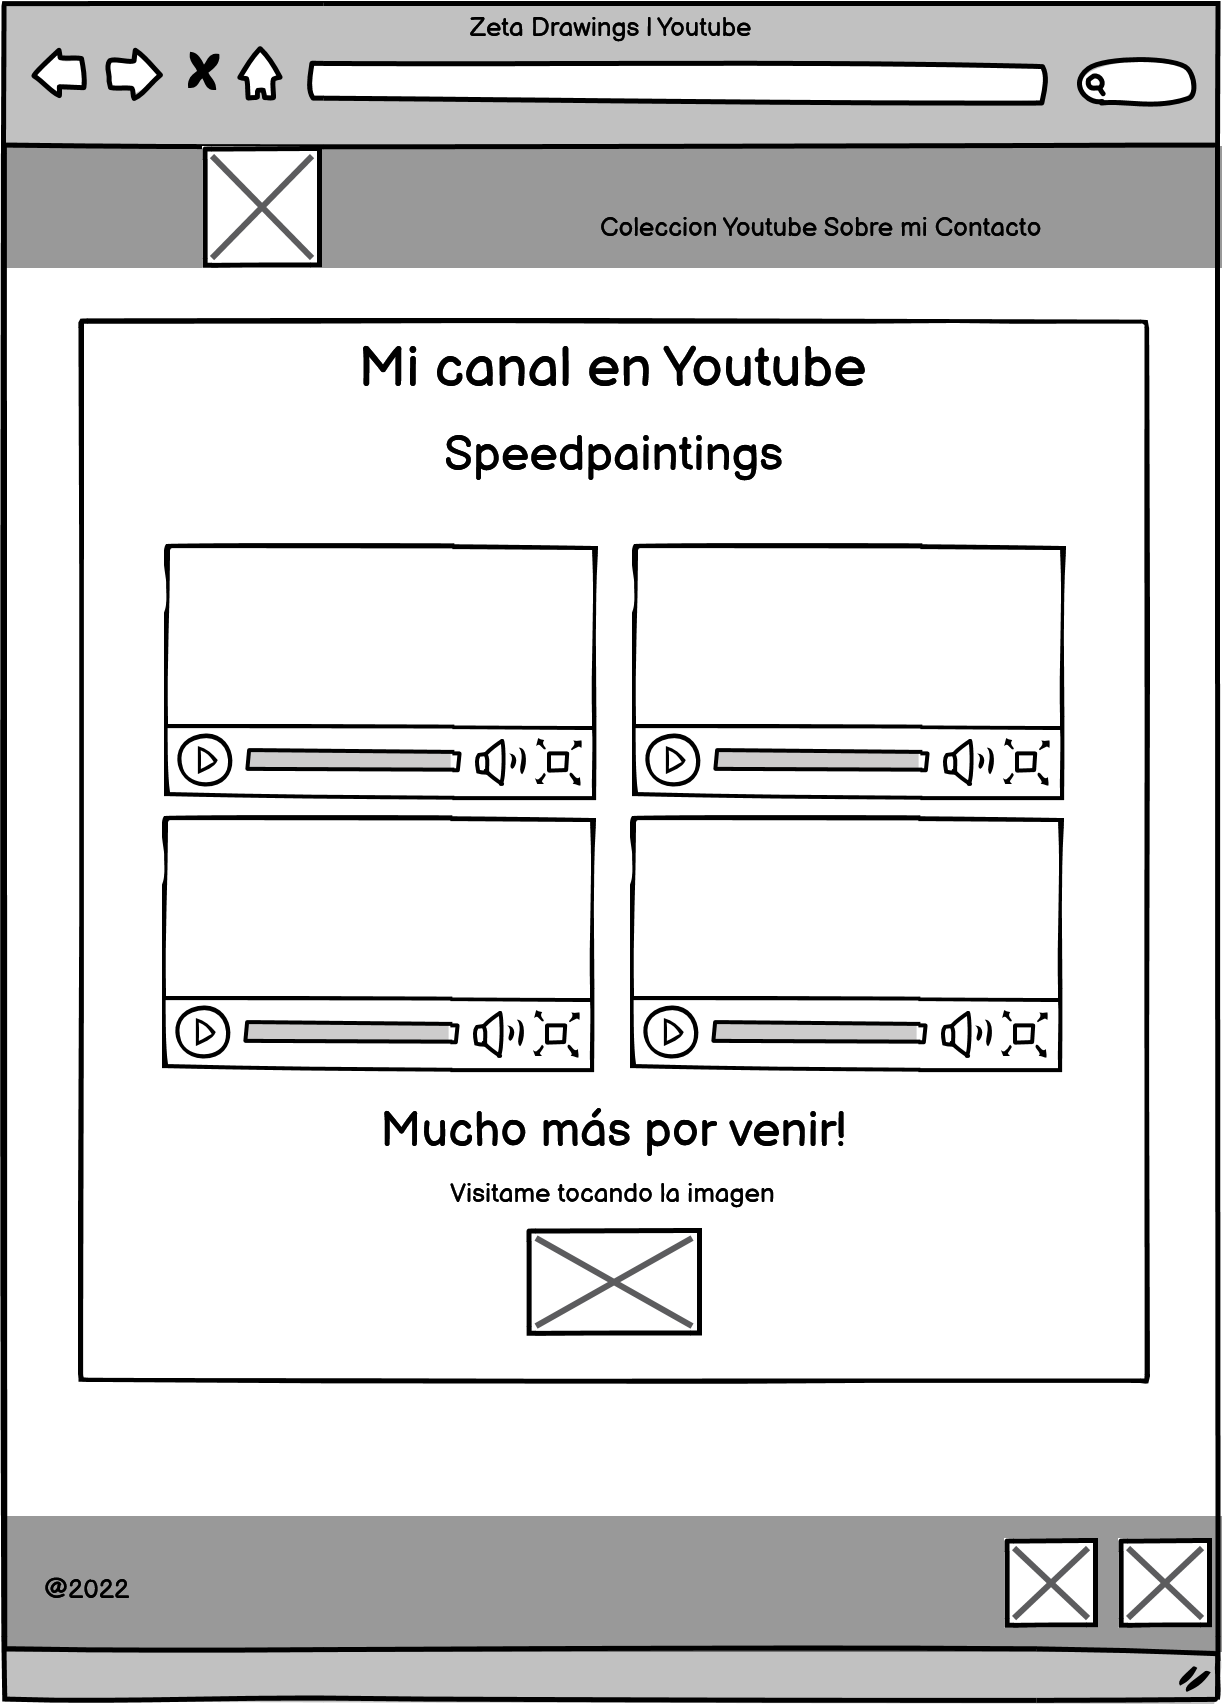 Zeta Drawings | Youtube
Coleccion Youtube Sobre mi Contacto
Mi canal en Youtube
Speedpaintings
Mucho más por venir!
Visitame tocando la imagen
@2022